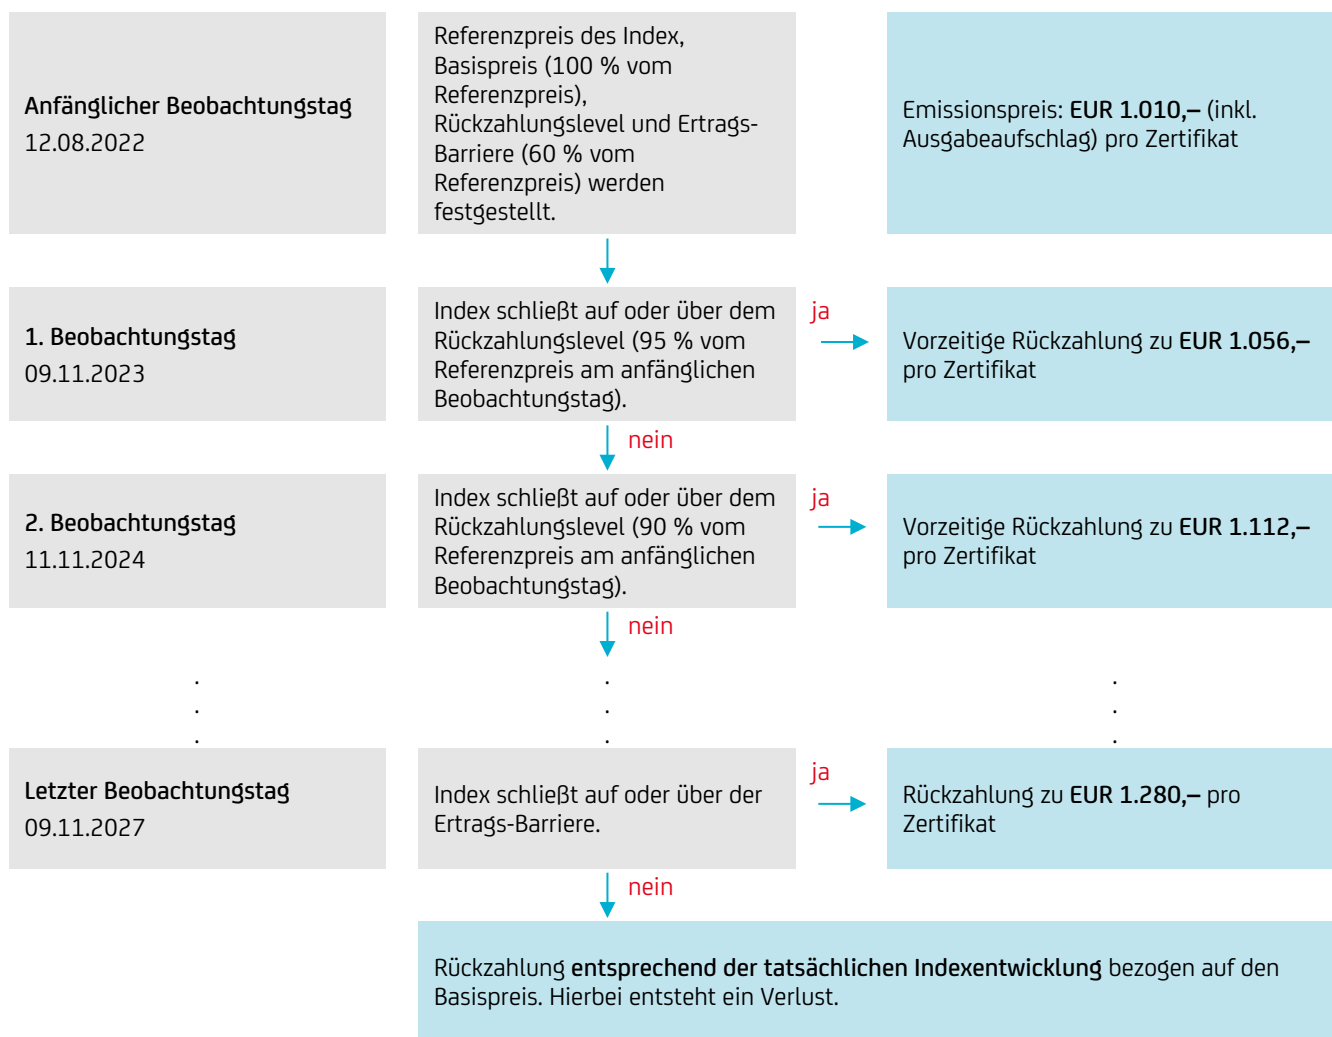 Anfänglicher Beobachtungstag
12.08.2022
Referenzpreis des Index,
Basispreis (100 % vom
Referenzpreis),
Rückzahlungslevel und Ertrags-
Barriere (60 % vom
Referenzpreis) werden
festgestellt.
Emissionspreis: EUR 1.010,– (inkl.
Ausgabeaufschlag) pro Zertifikat
1. Beobachtungstag
09.11.2023
Index schließt auf oder über dem
Rückzahlungslevel (95 % vom
Referenzpreis am anfänglichen
Beobachtungstag).
ja
Vorzeitige Rückzahlung zu EUR 1.056,–
pro Zertifikat
nein
2. Beobachtungstag
11.11.2024
Index schließt auf oder über dem
Rückzahlungslevel (90 % vom
Referenzpreis am anfänglichen
Beobachtungstag).
ja
Vorzeitige Rückzahlung zu EUR 1.112,–
pro Zertifikat
nein
. . .
. . .
. . .
Letzter Beobachtungstag
09.11.2027
Index schließt auf oder über der
Ertrags-Barriere.
ja
Rückzahlung zu EUR 1.280,– pro
Zertifikat
nein
Rückzahlung entsprechend der tatsächlichen Indexentwicklung bezogen auf den
Basispreis. Hierbei entsteht ein Verlust.